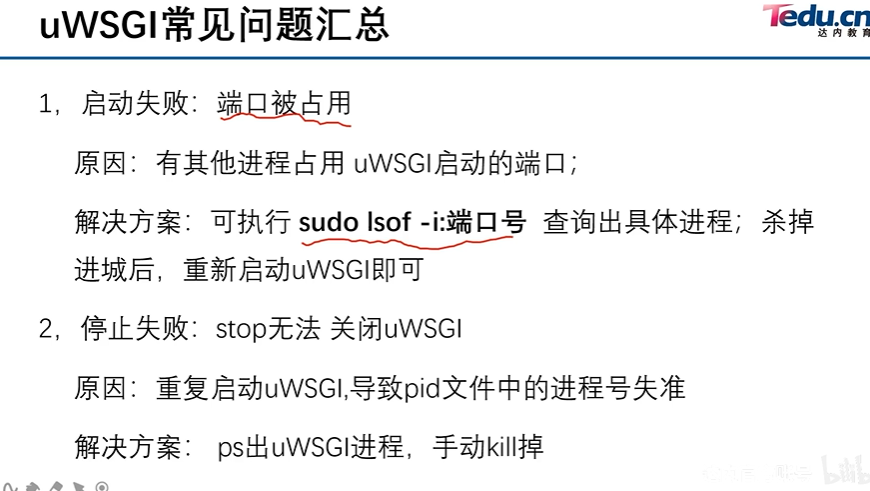 uWSGI常见问题汇总
Tedu.cn
达内教育
1，启动失败：端口被占用
原因：有其他进程占用 uWSGI启动的端口；
解决方案：可执行 sudo lsof -i:端口号 查询出具体进程；杀掉
进城后，重新启动uWSGI即可
2，停止失败：stop无法 关闭uWSGI
原因：重复启动uWSGI,导致pid文件中的进程号失准
解决方案： ps出uWSGI进程，手动kill掉